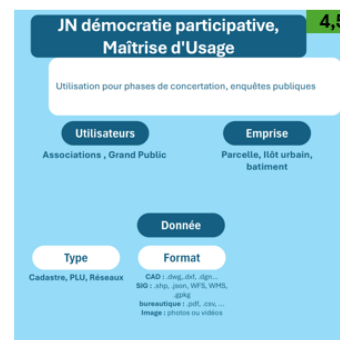 JN démocratie participative,
Maîtrise d'Usage
4,5
Utilisation pour phases de concertation, enquêtes publiques
Utilisateurs
Associations , Grand Public
Emprise
Parcelle, Ilôt urbain,
batiment
Donnée
Type
Cadastre, PLU, Réseaux
Format
CAD : .dwg,.dxf, .dgn...
SIG : .shp, .json, WFS, WMS,
.gpkg
bureautique : .pdf, .csv, ...
Image : photos ou vidéos